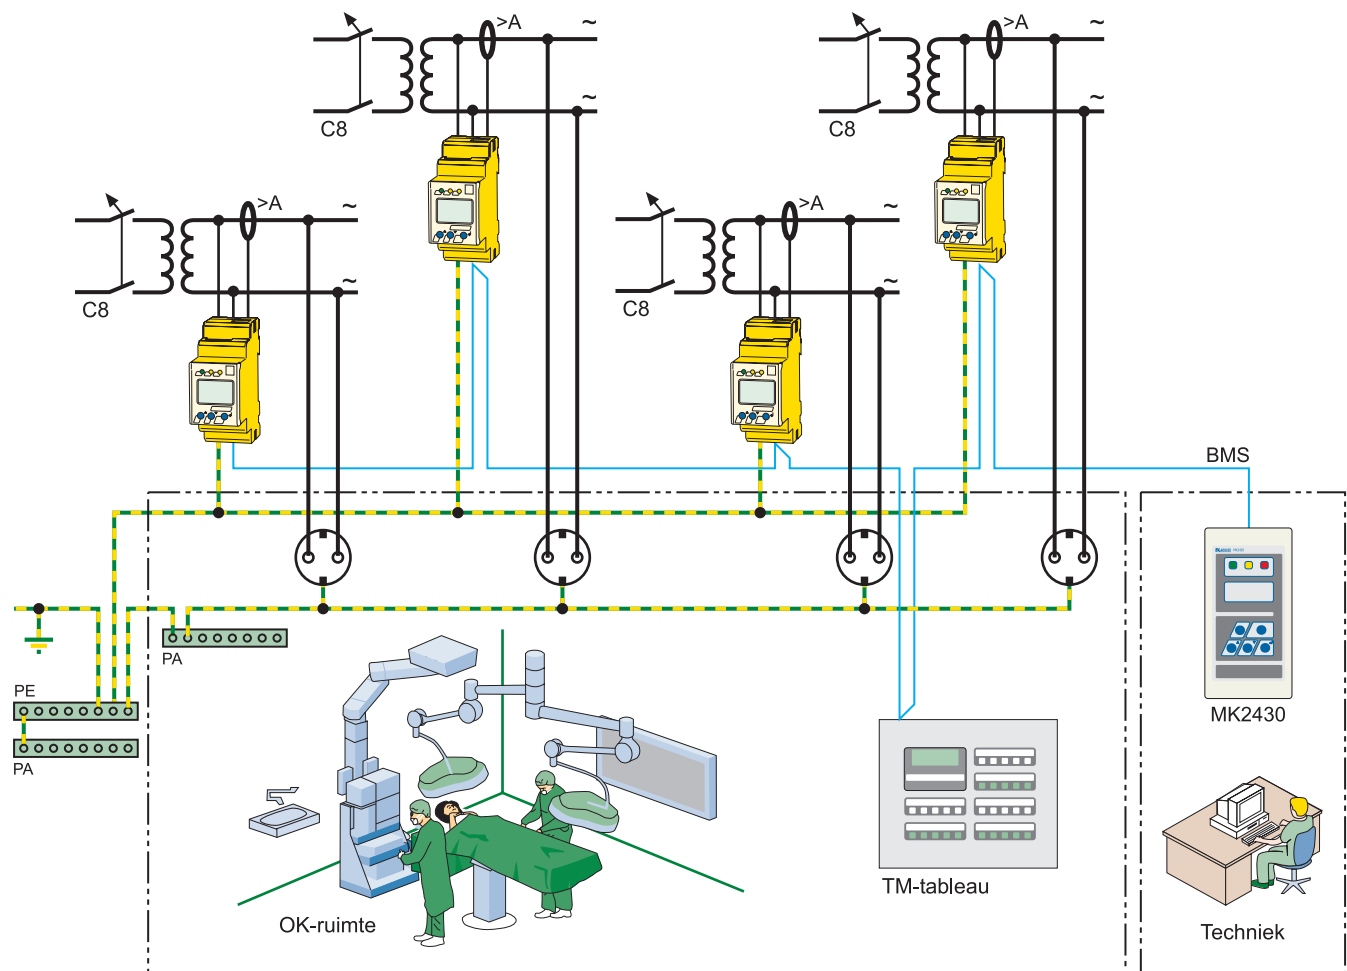 >A ~
>A ~
~
~
C8
C8
>A ~
>A ~
~
~
C8
C8
BMS
PA
PE
PA
MK2430
TM-tableau
OK-ruimte
Techniek